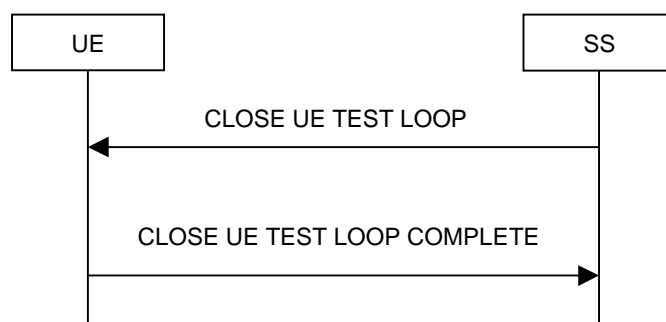 UE
SS
CLOSE UE TEST LOOP
CLOSE UE TEST LOOP COMPLETE